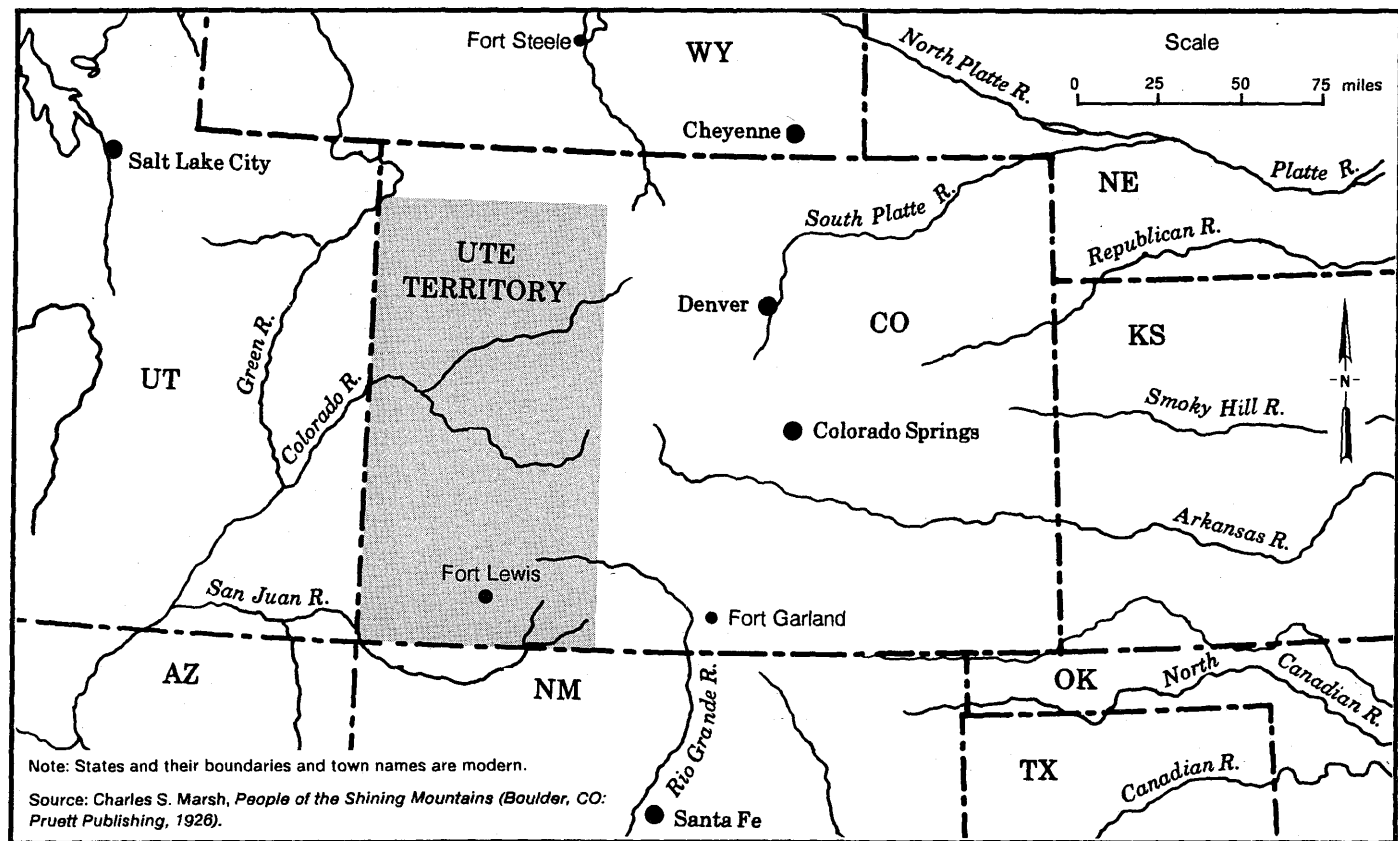 Fort Steele
WY
North Platte R.
Scale
0 25 50 75 miles
Cheyenne
Salt Lake City
NE
Platte R.
South Platte R.
Republican R.
UTE
TERRITORY
Denver
CO
KS
Green R.
UT
Colorado R.
-N-
Smoky Hill R.
Colorado Springs
Arkansas R.
Fort Lewis
San Juan R.
Fort Garland
AZ
NM
OK
North
Canadian R.
Rio Grande R.
TX
Canadian R.
Note: States and their boundaries and town names are modern.
Source: Charles S. Marsh, People of the Shining Mountains (Boulder, CO:
Pruett Publishing, 1926).
Santa Fe